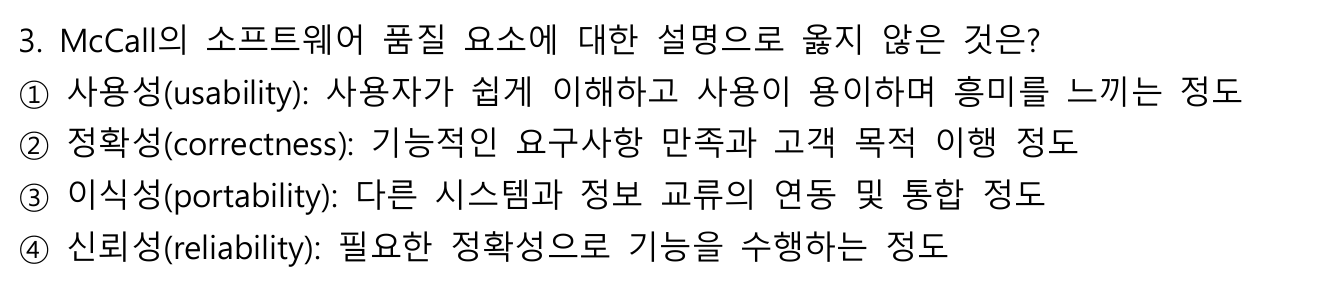 3. McCall의 소프트웨어 품질 요소에 대한 설명으로 옳지 않은 것은?
① 사용성(usability): 사용자가 쉽게 이해하고 사용이 용이하며 흥미를 느끼는 정도
② 정확성(correctness): 기능적인 요구사항 만족과 고객 목적 이행 정도
③ 이식성(portability): 다른 시스템과 정보 교류의 연동 및 통합 정도
④ 신뢰성(reliability): 필요한 정확성으로 기능을 수행하는 정도